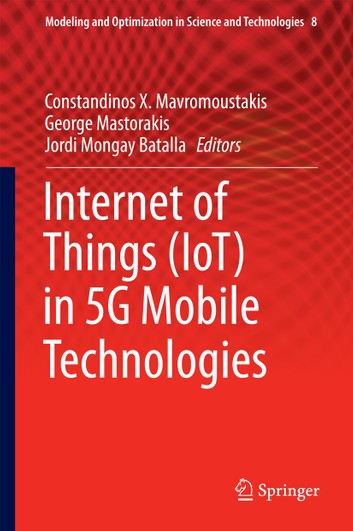 Modeling and Optimization in Science and Technologies 8
Constandinos X. Mavromoustakis
George Mastorakis
Jordi Mongay Batalla Editors
Internet of
Things (IoT)
in 5G Mobile
Technologies
Springer